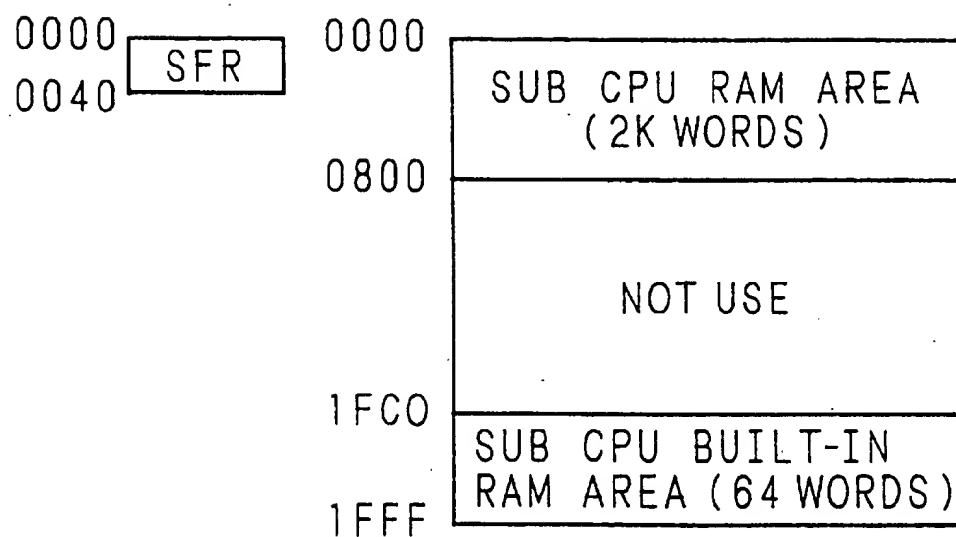 0000
SFR
0040
0000
SUB CPU RAM AREA
(2K WORDS)
0800
NOT USE
1FC0
SUB CPU BUILT-IN
RAM AREA (64 WORDS)
1FFF